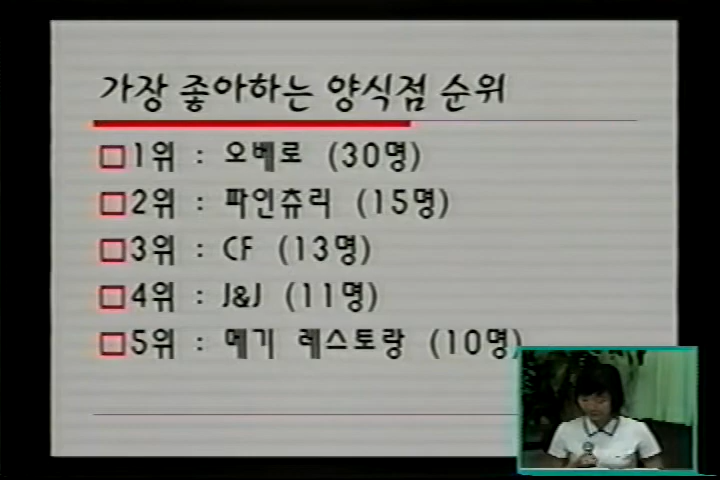 가장 좋아하는 양식점 순위
□1위 : 오베로 (30명)
□2위 : 파인츄리 (15명)
□3위 : CF (13명)
□4위 : J&J (11명)
□5위 : 메기 레스토랑 (10명)